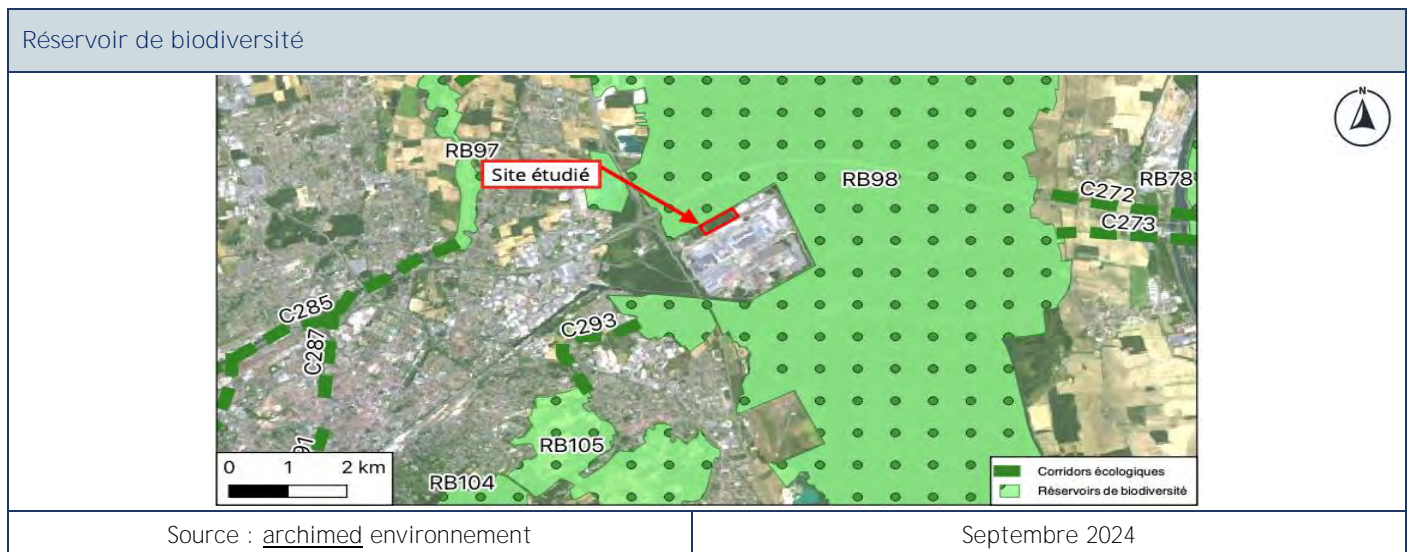 Réservoir de biodiversité
N
RB97
Site étudié
RB98
RB78
C272
C273
C285
C287
C293
91
RB105
RB104
0 1 2 km
Corridors écologiques
Réservoirs de biodiversité
Source : archimed environnement
Septembre 2024